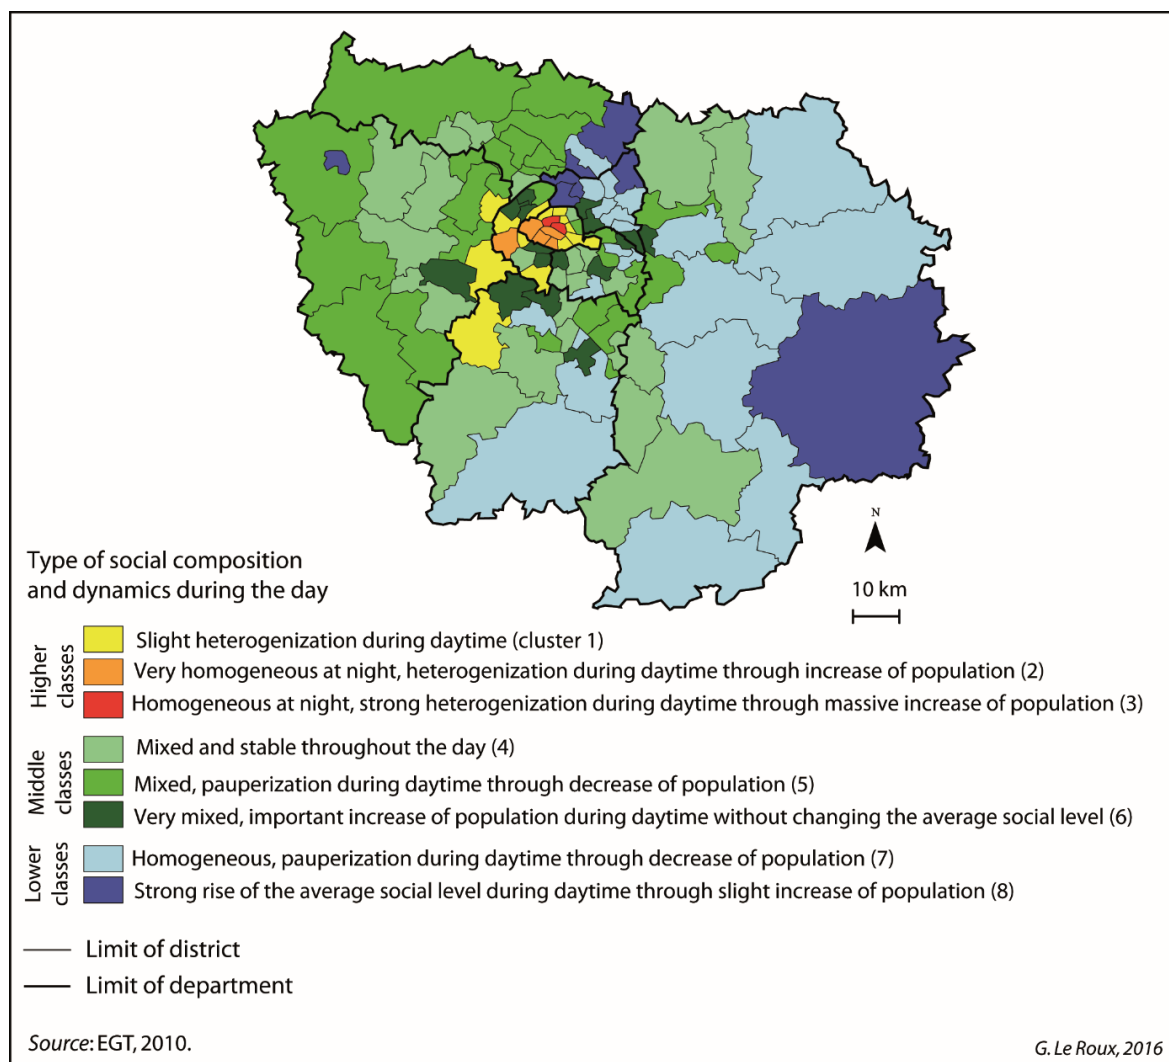 N
10 km
Type of social composition
and dynamics during the day
Higher
classes
Slight heterogenization during daytime (cluster 1)
Very homogeneous at night, heterogenization during daytime through increase of population (2)
Homogeneous at night, strong heterogenization during daytime through massive increase of population (3)
Middle
classes
Mixed and stable throughout the day (4)
Mixed, pauperization during daytime through decrease of population (5)
Very mixed, important increase of population during daytime without changing the average social level (6)
Lower
classes
Homogeneous, pauperization during daytime through decrease of population (7)
Strong rise of the average social level during daytime through slight increase of population (8)
Limit of district
Limit of department
Source: EGT, 2010.
G. Le Roux, 2016